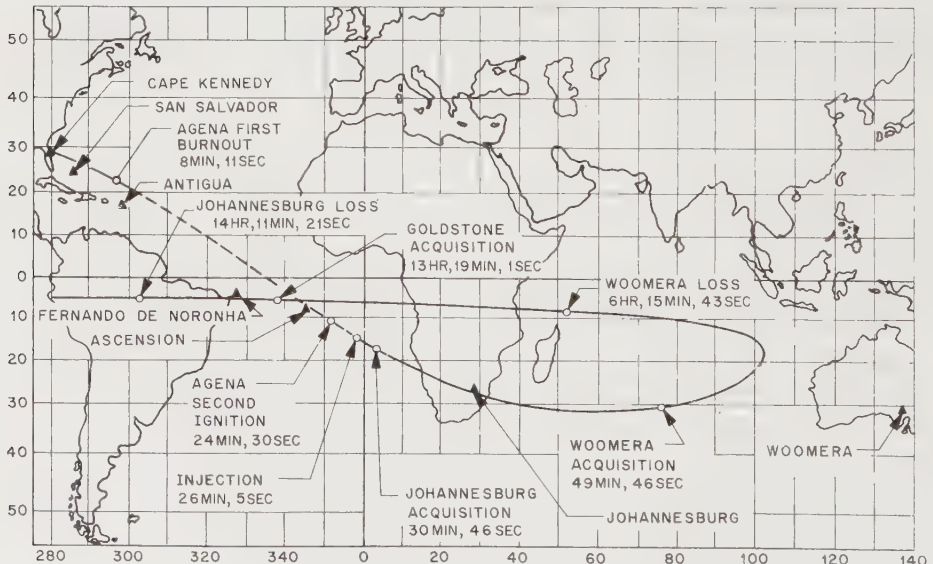 50
40
30
20
10
0
10
20
30
40
50
CAPE KENNEDY
SAN SALVADOR
AGENA FIRST
BURNOUT
8MIN, 11SEC
ANTIGUA
JOHANNESBURG LOSS
14HR, 11MIN, 21SEC
GOLDSTONE
ACQUISITION
13HR, 19MIN, 1SEC
WOOMERA LOSS
6HR, 15MIN, 43SEC
FERNANDO DE NORONHA
ASCENSION
AGENA
SECOND
IGNITION
24MIN, 30SEC
INJECTION
26MIN, 5SEC
JOHANNESBURG
ACQUISITION
30MIN, 46SEC
WOOMERA
ACQUISITION
49MIN, 46SEC
JOHANNESBURG
WOOMERA
280 300 320 340 0 20 40 60 80 100 120 140